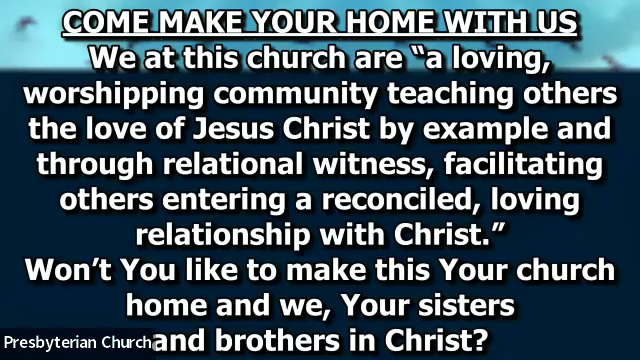 COME MAKE YOUR HOME WITH US
We at this church are “a loving,
worshipping community teaching others
the love of Jesus Christ by example and
through relational witness, facilitating
others entering a reconciled, loving
relationship with Christ.”
Won’t You like to make this Your church
home and we, Your sisters
and brothers in Christ?
Presbyterian Church